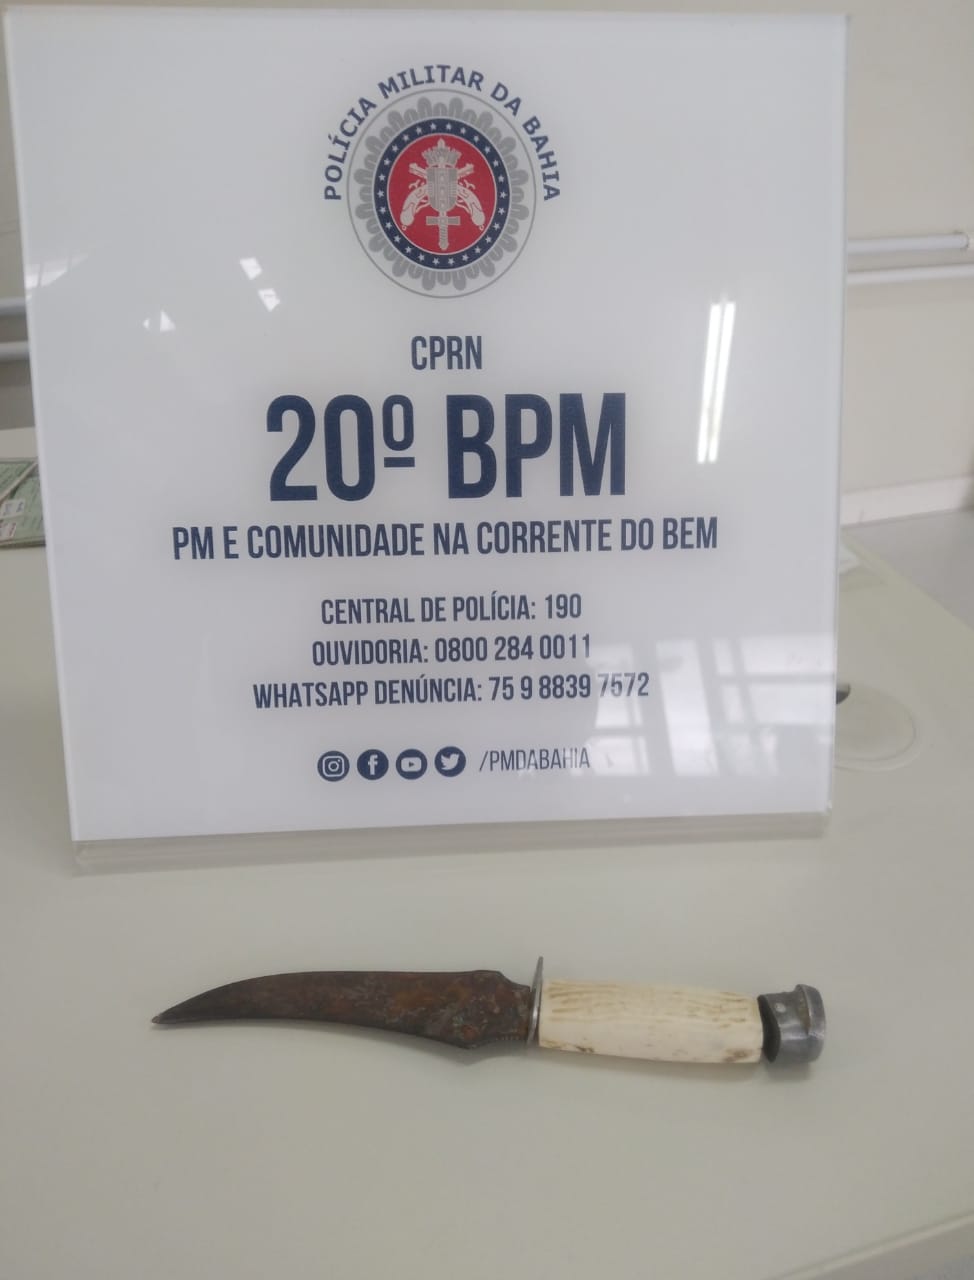 POLÍCIA MILITAR DA BAHIA
CPRN
20º BPM
PM E COMUNIDADE NA CORRENTE DO BEM
CENTRAL DE POLÍCIA: 190
OUVIDORIA: 0800 284 0011
WHATSAPP DENÚNCIA: 75 9 8839 7572
/PMDABAHIA